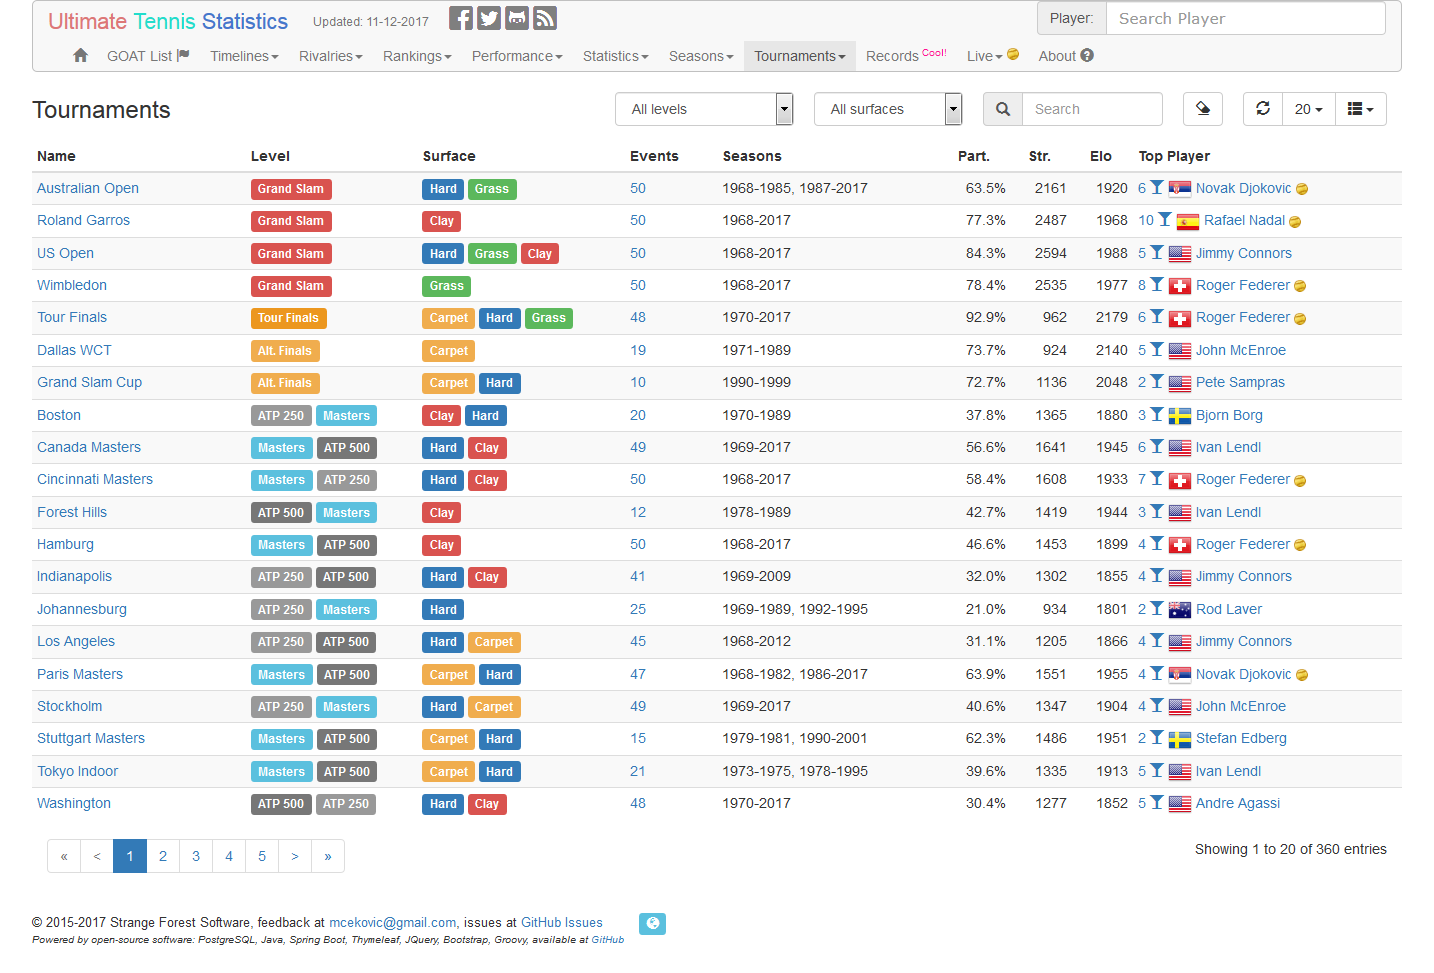 Ultimate Tennis Statistics Updated: 11-12-2017 Player: Search Player
GOAT List Timelines Rivalries Rankings Performance Statistics Seasons Tournaments Records Cool! Live About
Tournaments All levels All surfaces Search 20
Name Level Surface Events Seasons Part. Str. Elo Top Player
Australian Open Grand Slam Hard Grass 50 1968-1985, 1987-2017 63.5% 2161 1920 6 Novak Djokovic
Roland Garros Grand Slam Clay 50 1968-2017 77.3% 2487 1968 10 Rafael Nadal
US Open Grand Slam Hard Grass Clay 50 1968-2017 84.3% 2594 1988 5 Jimmy Connors
Wimbledon Grand Slam Grass 50 1968-2017 78.4% 2535 1977 8 Roger Federer
Tour Finals Tour Finals Carpet Hard Grass 48 1970-2017 92.9% 962 2179 6 Roger Federer
Dallas WCT Alt. Finals Carpet 19 1971-1989 73.7% 924 2140 5 John McEnroe
Grand Slam Cup Alt. Finals Carpet Hard 10 1990-1999 72.7% 1136 2048 2 Pete Sampras
Boston ATP 250 Masters Clay Hard 20 1970-1989 37.8% 1365 1880 3 Bjorn Borg
Canada Masters Masters ATP 500 Hard Clay 49 1969-2017 56.6% 1641 1945 6 Ivan Lendl
Cincinnati Masters Masters ATP 250 Hard Clay 50 1968-2017 58.4% 1608 1933 7 Roger Federer
Forest Hills ATP 500 Masters Clay 12 1978-1989 42.7% 1419 1944 3 Ivan Lendl
Hamburg Masters ATP 500 Clay 50 1968-2017 46.6% 1453 1899 4 Roger Federer
Indianapolis ATP 250 ATP 500 Hard Clay 41 1969-2009 32.0% 1302 1855 4 Jimmy Connors
Johannesburg ATP 250 Masters Hard 25 1969-1989, 1992-1995 21.0% 934 1801 2 Rod Laver
Los Angeles ATP 250 ATP 500 Hard Carpet 45 1968-2012 31.1% 1205 1866 4 Jimmy Connors
Paris Masters Masters ATP 500 Carpet Hard 47 1968-1982, 1986-2017 63.9% 1551 1955 4 Novak Djokovic
Stockholm ATP 250 Masters Hard Carpet 49 1969-2017 40.6% 1347 1904 4 John McEnroe
Stuttgart Masters Masters ATP 500 Carpet Hard 15 1979-1981, 1990-2001 62.3% 1486 1951 2 Stefan Edberg
Tokyo Indoor Masters ATP 500 Carpet Hard 21 1973-1975, 1978-1995 39.6% 1335 1913 5 Ivan Lendl
Washington ATP 500 ATP 250 Hard Clay 48 1970-2017 30.4% 1277 1852 5 Andre Agassi
« < 1 2 3 4 5 > » Showing 1 to 20 of 360 entries
© 2015-2017 Strange Forest Software, feedback at mcekovic@gmail.com, issues at GitHub Issues
Powered by open-source software: PostgreSQL, Java, Spring Boot, Thymeleaf, JQuery, Bootstrap, Groovy, available at GitHub